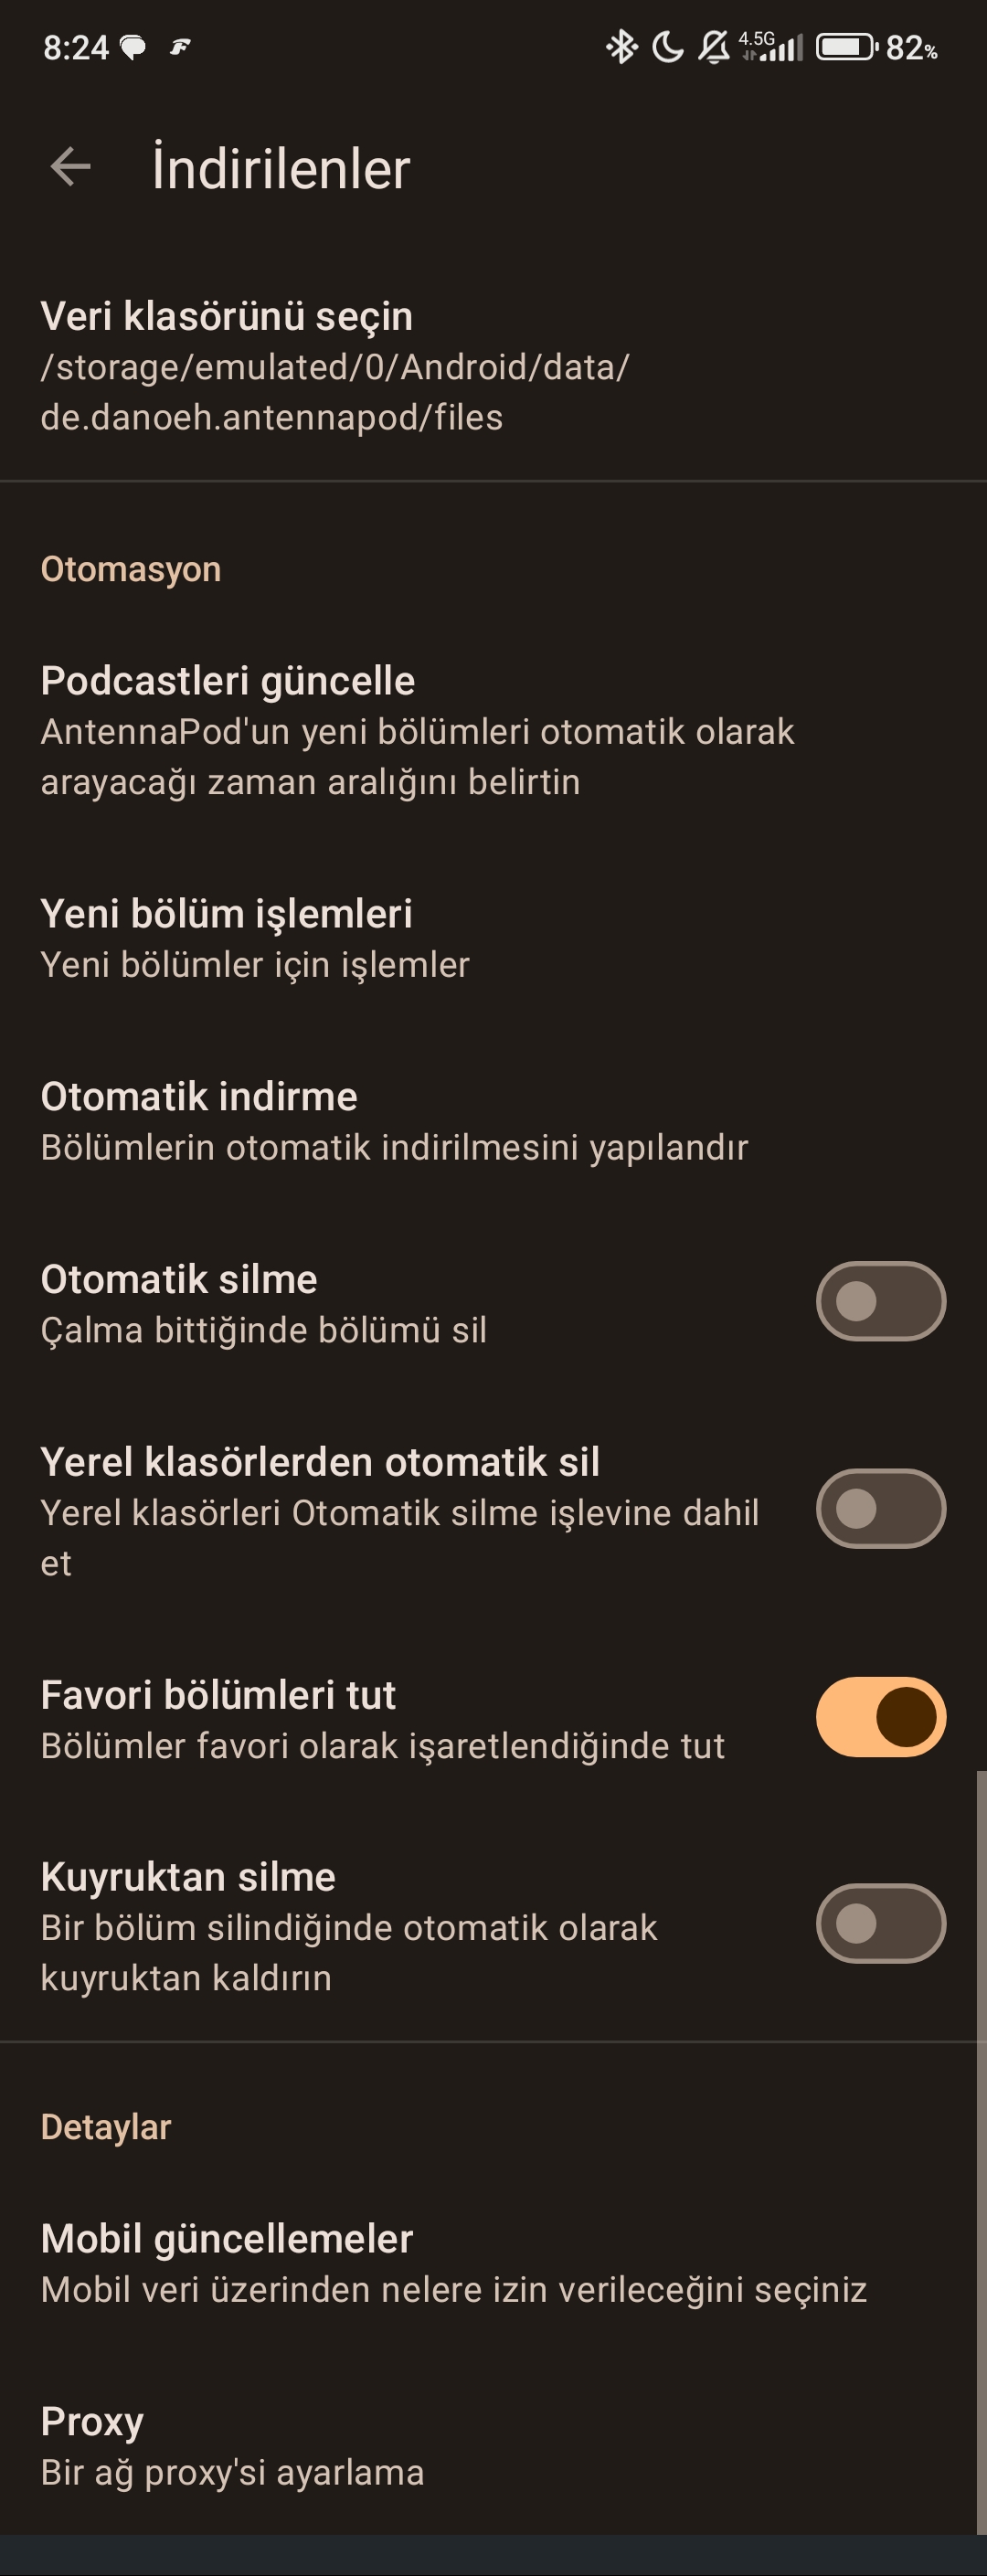 8:24
4.5G
82%
İndirilenler
Veri klasörünü seçin
/storage/emulated/0/Android/data/
de.danoeh.antennapod/files
Otomasyon
Podcastleri güncelle
AntennaPod'un yeni bölümleri otomatik olarak
arayacağı zaman aralığını belirtin
Yeni bölüm işlemleri
Yeni bölümler için işlemler
Otomatik indirme
Bölümlerin otomatik indirilmesini yapılandır
Otomatik silme
Çalma bittiğinde bölümü sil
Yerel klasörlerden otomatik sil
Yerel klasörleri Otomatik silme işlevine dahil
et
Favori bölümleri tut
Bölümler favori olarak işaretlendiğinde tut
Kuyruktan silme
Bir bölüm silindiğinde otomatik olarak
kuyruktan kaldırın
Detaylar
Mobil güncellemeler
Mobil veri üzerinden nelere izin verileceğini seçiniz
Proxy
Bir ağ proxy'si ayarlama